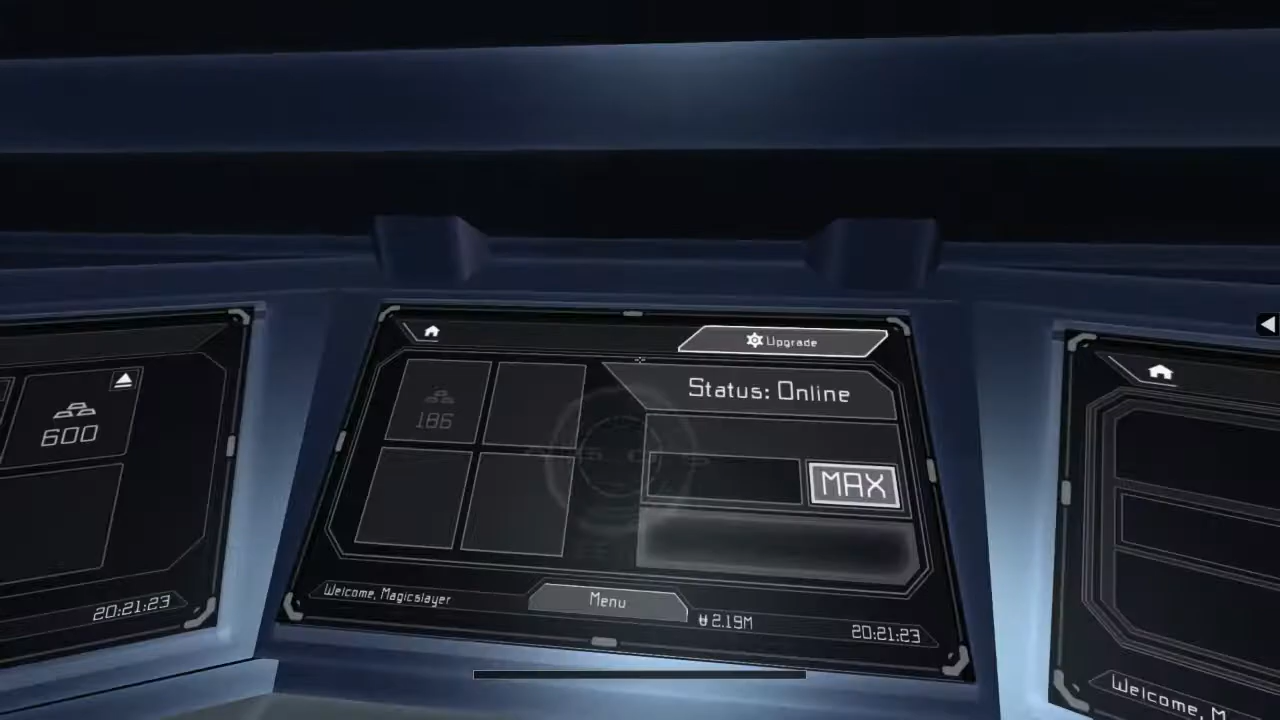 600
20:21:23
Upgrade
186
Status: Online
MAX
Welcome, Magicslayer
Menu
2.19M
20:21:23
Welcome, M